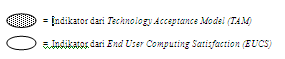 = Indikator dari Technology Acceptance Model (TAM)
= Indikator dari End User Computing Satisfaction (EUCS)